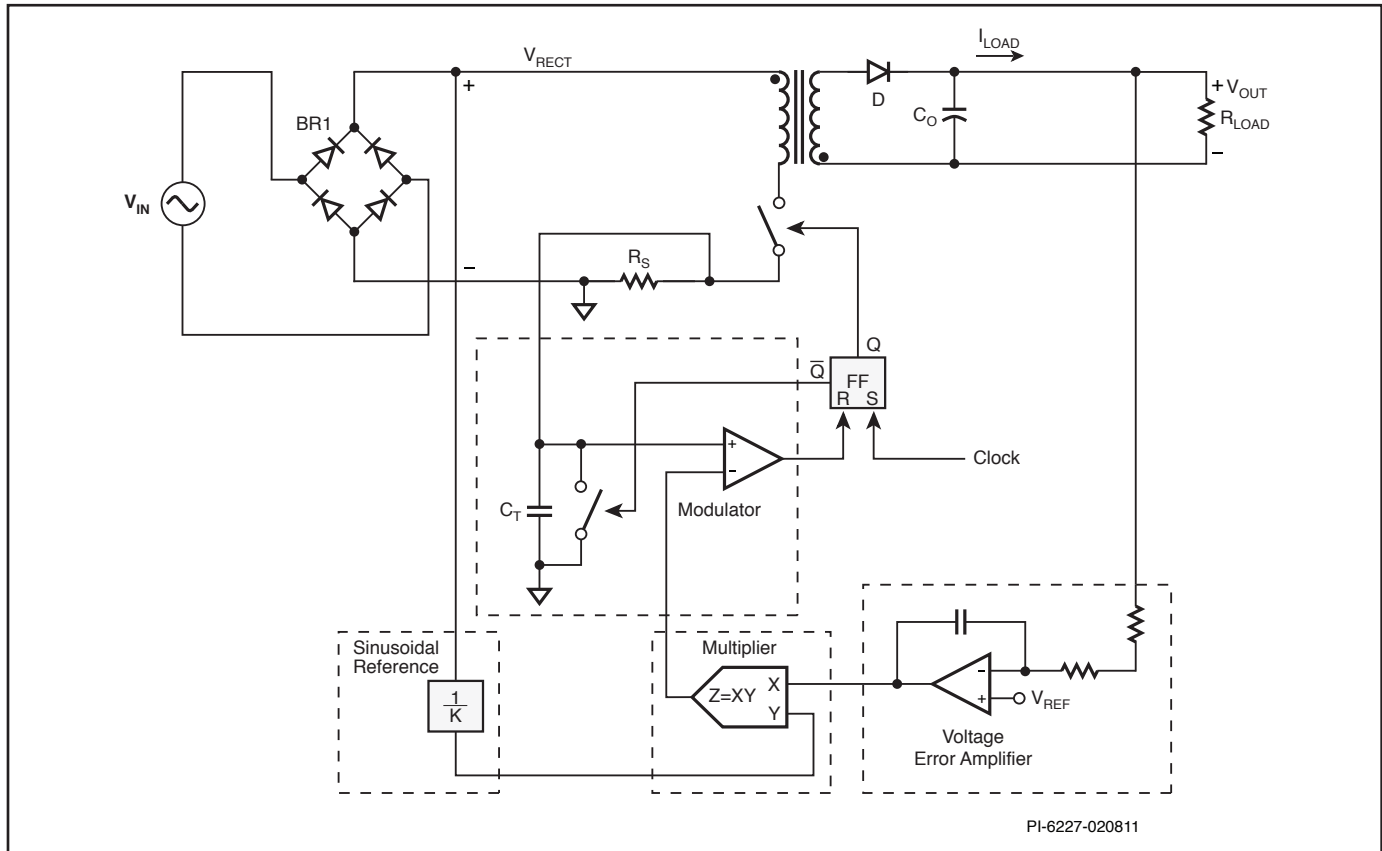 I_LOAD
V_RECT
+
D
+ V_OUT
C_O
R_LOAD
BR1
−
V_IN
R_S
−
Q
Q̅
FF
R S
+
−
Clock
C_T
Modulator
Sinusoidal
Reference
Multiplier
X
Z=XY
Y
1
K
-
+
V_REF
Voltage
Error Amplifier
PI-6227-020811